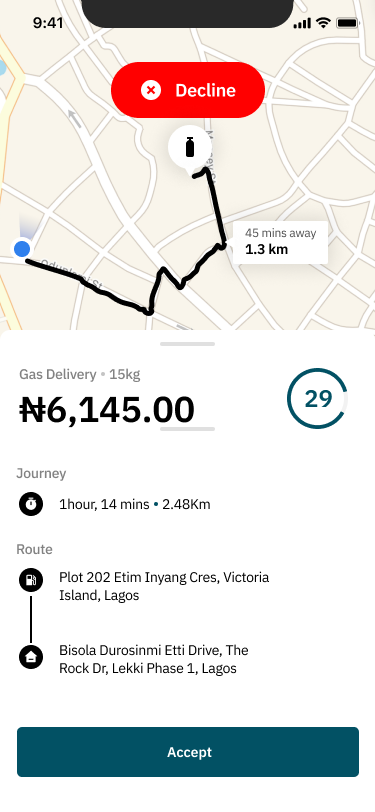 9:41
Decline
45 mins away
1.3 km
Gas Delivery • 15kg
₦6,145.00
29
Journey
1hour, 14 mins • 2.48Km
Route
Plot 202 Etim Inyang Cres, Victoria
Island, Lagos
Bisola Durosinmi Etti Drive, The
Rock Dr, Lekki Phase 1, Lagos
Accept